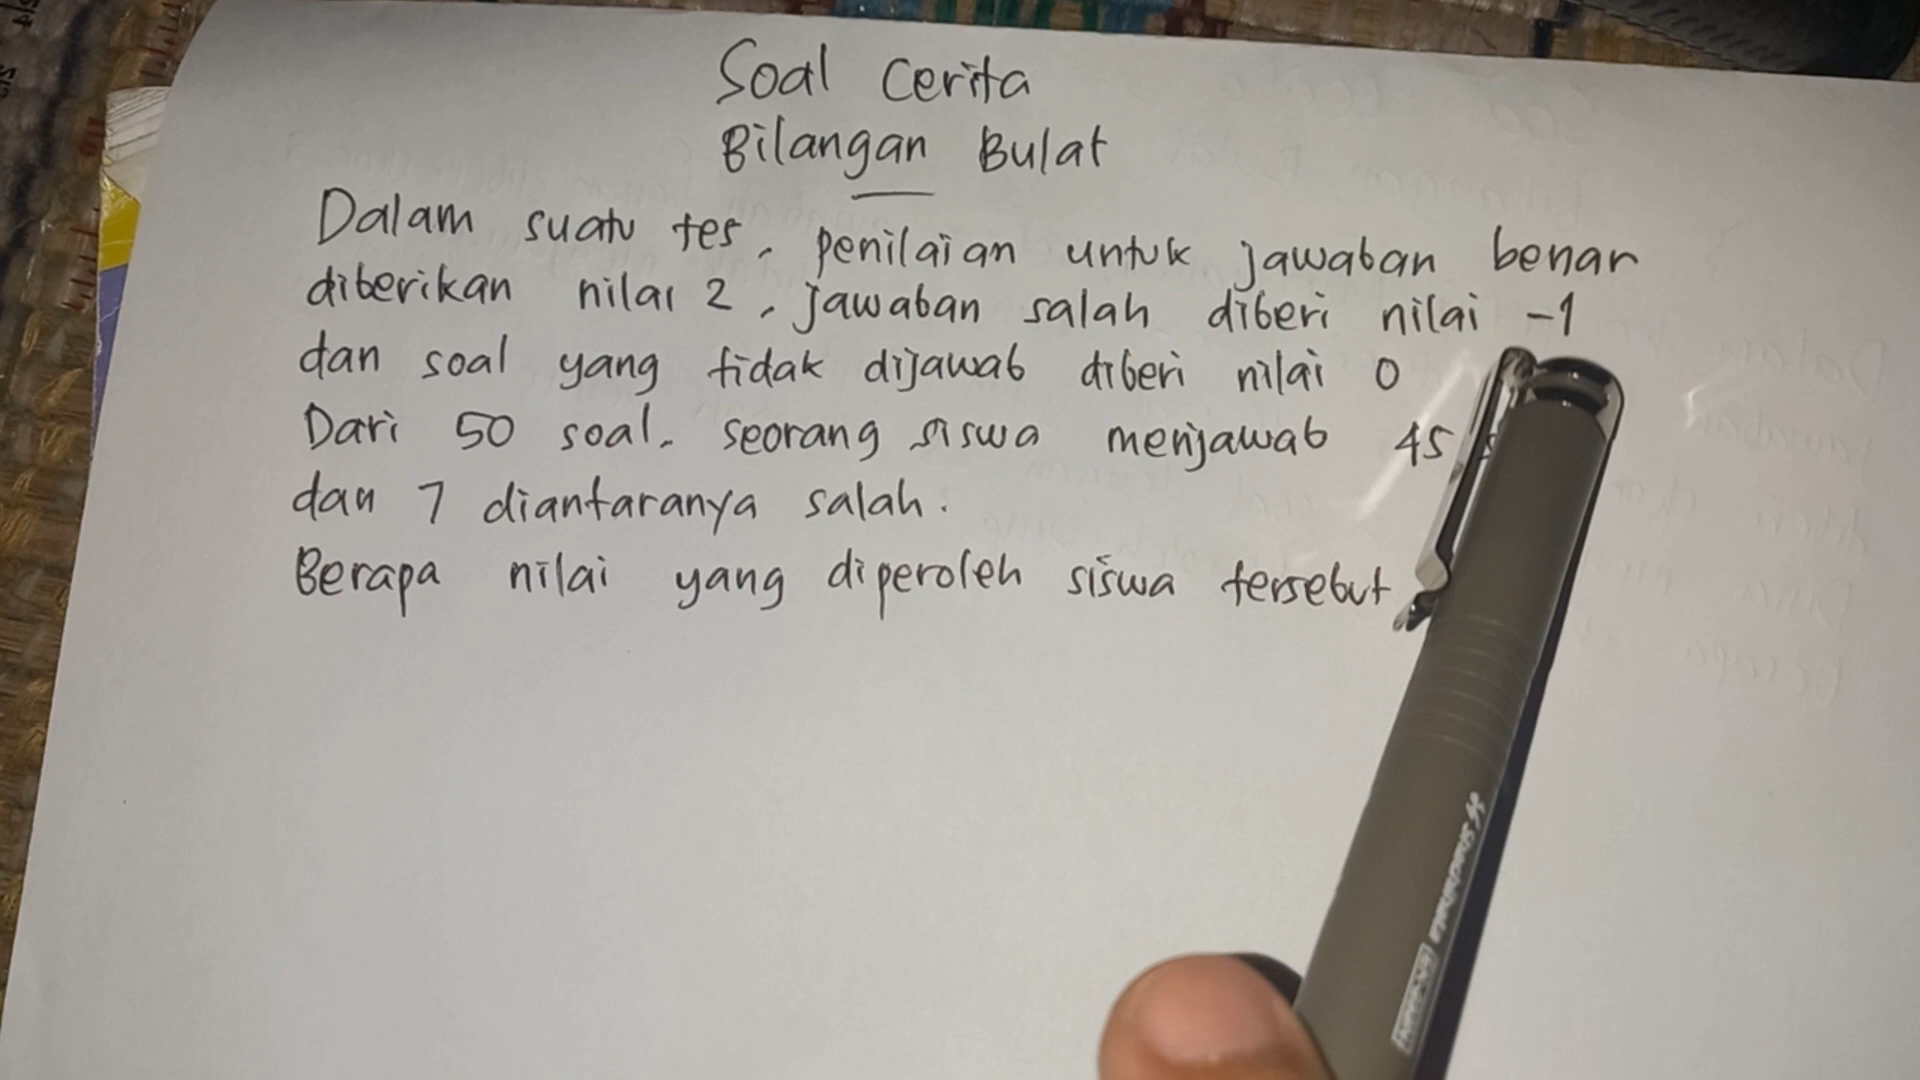 Soal Cerita
Bilangan Bulat
Dalam suatu tes, penilaian untuk jawaban benar
diberikan nilai 2, jawaban salah diberi nilai -1
dan soal yang tidak dijawab diberi nilai 0
Dari 50 soal, seorang siswa menjawab 45
dan 7 diantaranya salah.
Berapa nilai yang diperoleh siswa tersebut